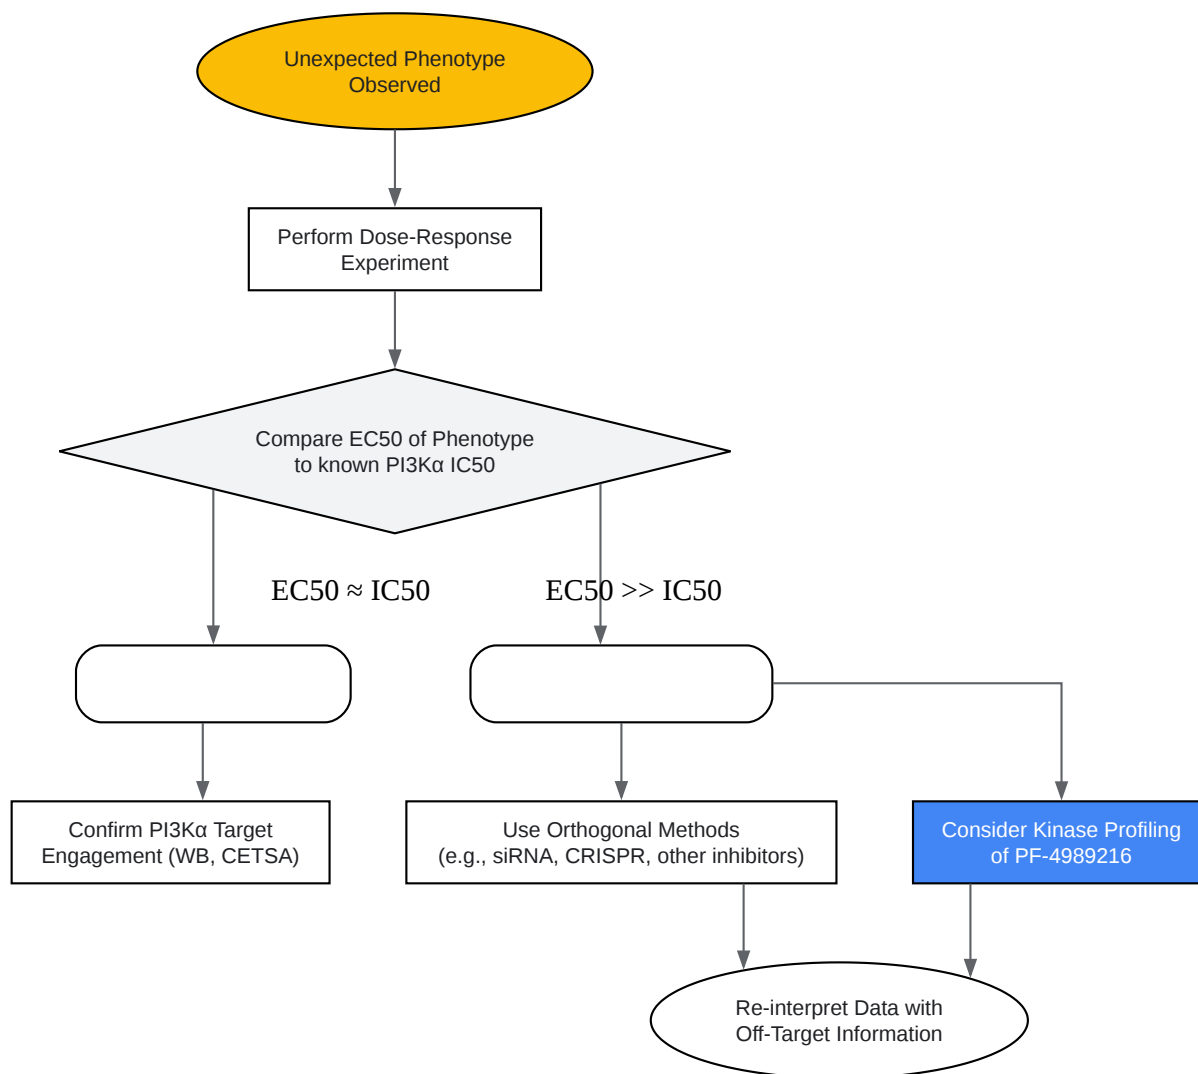 Unexpected Phenotype
Observed
Perform Dose-Response
Experiment
Compare EC50 of Phenotype
to known PI3Kα IC50
EC50 ≈ IC50
EC50 >> IC50
Confirm PI3Kα Target
Engagement (WB, CETSA)
Use Orthogonal Methods
(e.g., siRNA, CRISPR, other inhibitors)
Consider Kinase Profiling
of PF-4989216
Re-interpret Data with
Off-Target Information